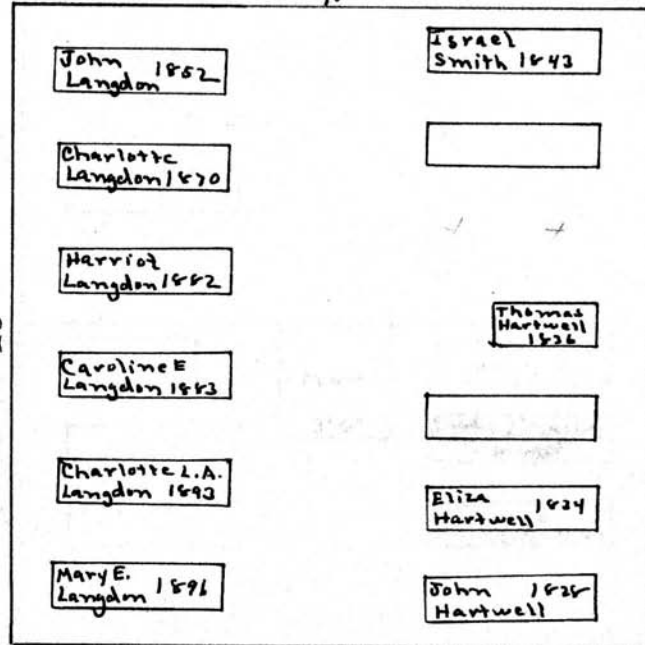 John 1852
Langdon
Charlotte
Langdon 1870
Harriot
Langdon 1882
Caroline E
Langdon 1883
Charlotte L.A.
Langdon 1893
Mary E.
Langdon 1896
Israel
Smith 1843
Thomas
Hartwell
1836
Eliza 1834
Hartwell
John 1828
Hartwell